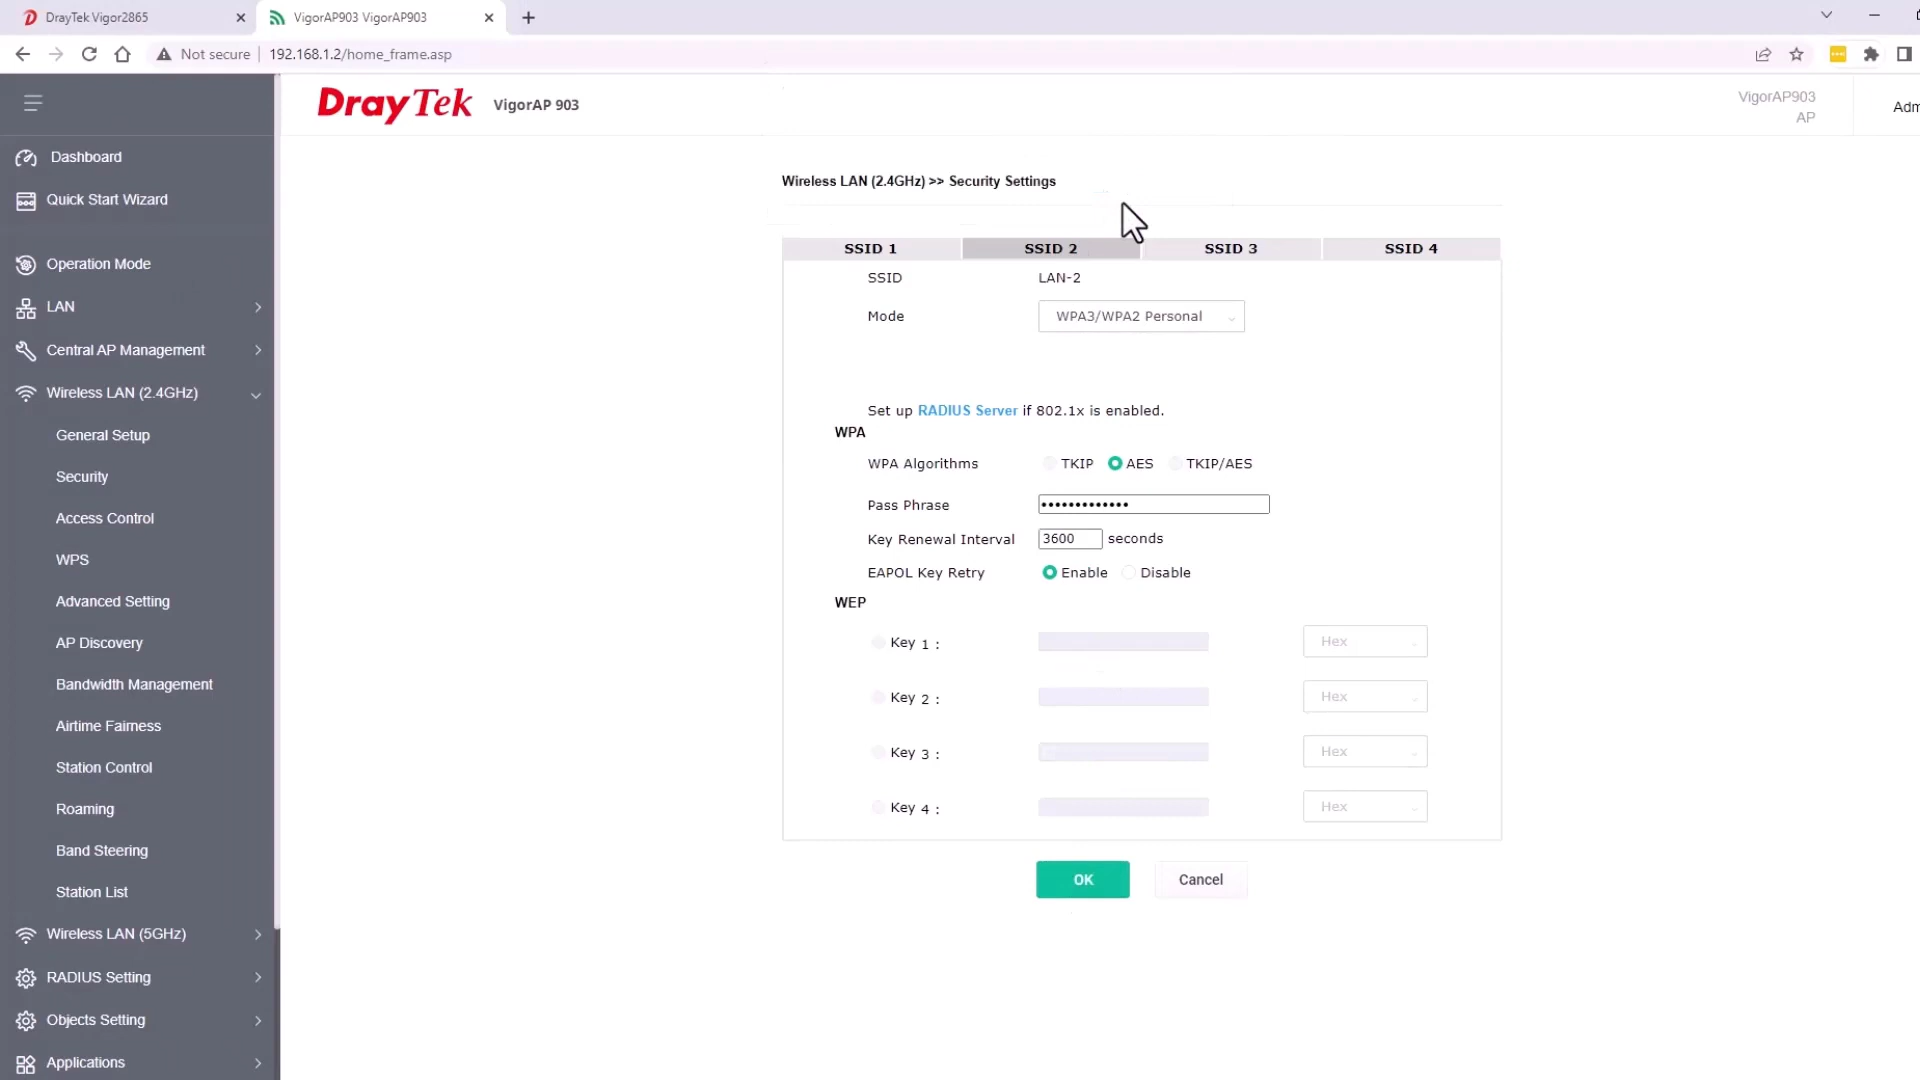 DrayTek Vigor2865
VigorAP903 VigorAP903
Not secure
192.168.1.2/home_frame.asp
DrayTek
VigorAP 903
VigorAP903
AP
Adm
Dashboard
Quick Start Wizard
Operation Mode
LAN
Central AP Management
Wireless LAN (2.4GHz)
General Setup
Security
Access Control
WPS
Advanced Setting
AP Discovery
Bandwidth Management
Airtime Fairness
Station Control
Roaming
Band Steering
Station List
Wireless LAN (5GHz)
RADIUS Setting
Objects Setting
Applications
Wireless LAN (2.4GHz) >> Security Settings
SSID 1 SSID 2 SSID 3 SSID 4
SSID LAN-2
Mode WPA3/WPA2 Personal
Set up RADIUS Server if 802.1x is enabled.
WPA
WPA Algorithms TKIP AES TKIP/AES
Pass Phrase •••••••••••••
Key Renewal Interval 3600 seconds
EAPOL Key Retry Enable Disable
WEP
Key 1 : Hex
Key 2 : Hex
Key 3 : Hex
Key 4 : Hex
OK Cancel